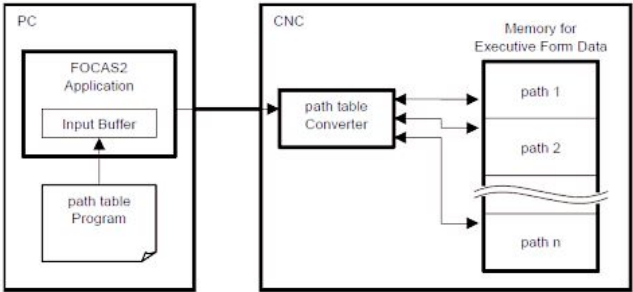 PC
FOCAS2
Application
Input Buffer
path table
Program
CNC
path table
Converter
Memory for
Executive Form Data
path 1
path 2
path n